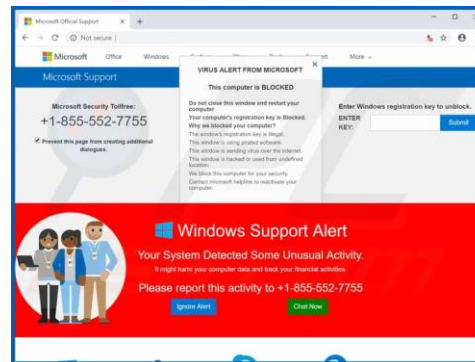 Microsoft Official Support
Not secure
Microsoft Office Windows More
Microsoft Support
VIRUS ALERT FROM MICROSOFT
This computer is BLOCKED
Do not close this window and restart your
computer
Your computer's registration key is Blocked.
Why we blocked your computer?
The window's registration key is illegal.
This window is using pirated software.
This window is sending virus over the internet.
This window is hacked or used from undefined
location.
We block this computer for your security.
Contact microsoft helpline to reactivate your
computer.
Microsoft Security Tollfree:
+1-855-552-7755
Prevent this page from creating additional
dialogues.
Enter Windows registration key to unblock.
ENTER
KEY:
Submit
Windows Support Alert
Your System Detected Some Unusual Activity.
It might harm your computer data and track your financial activities.
Please report this activity to +1-855-552-7755
Ignore Alert Chat Now